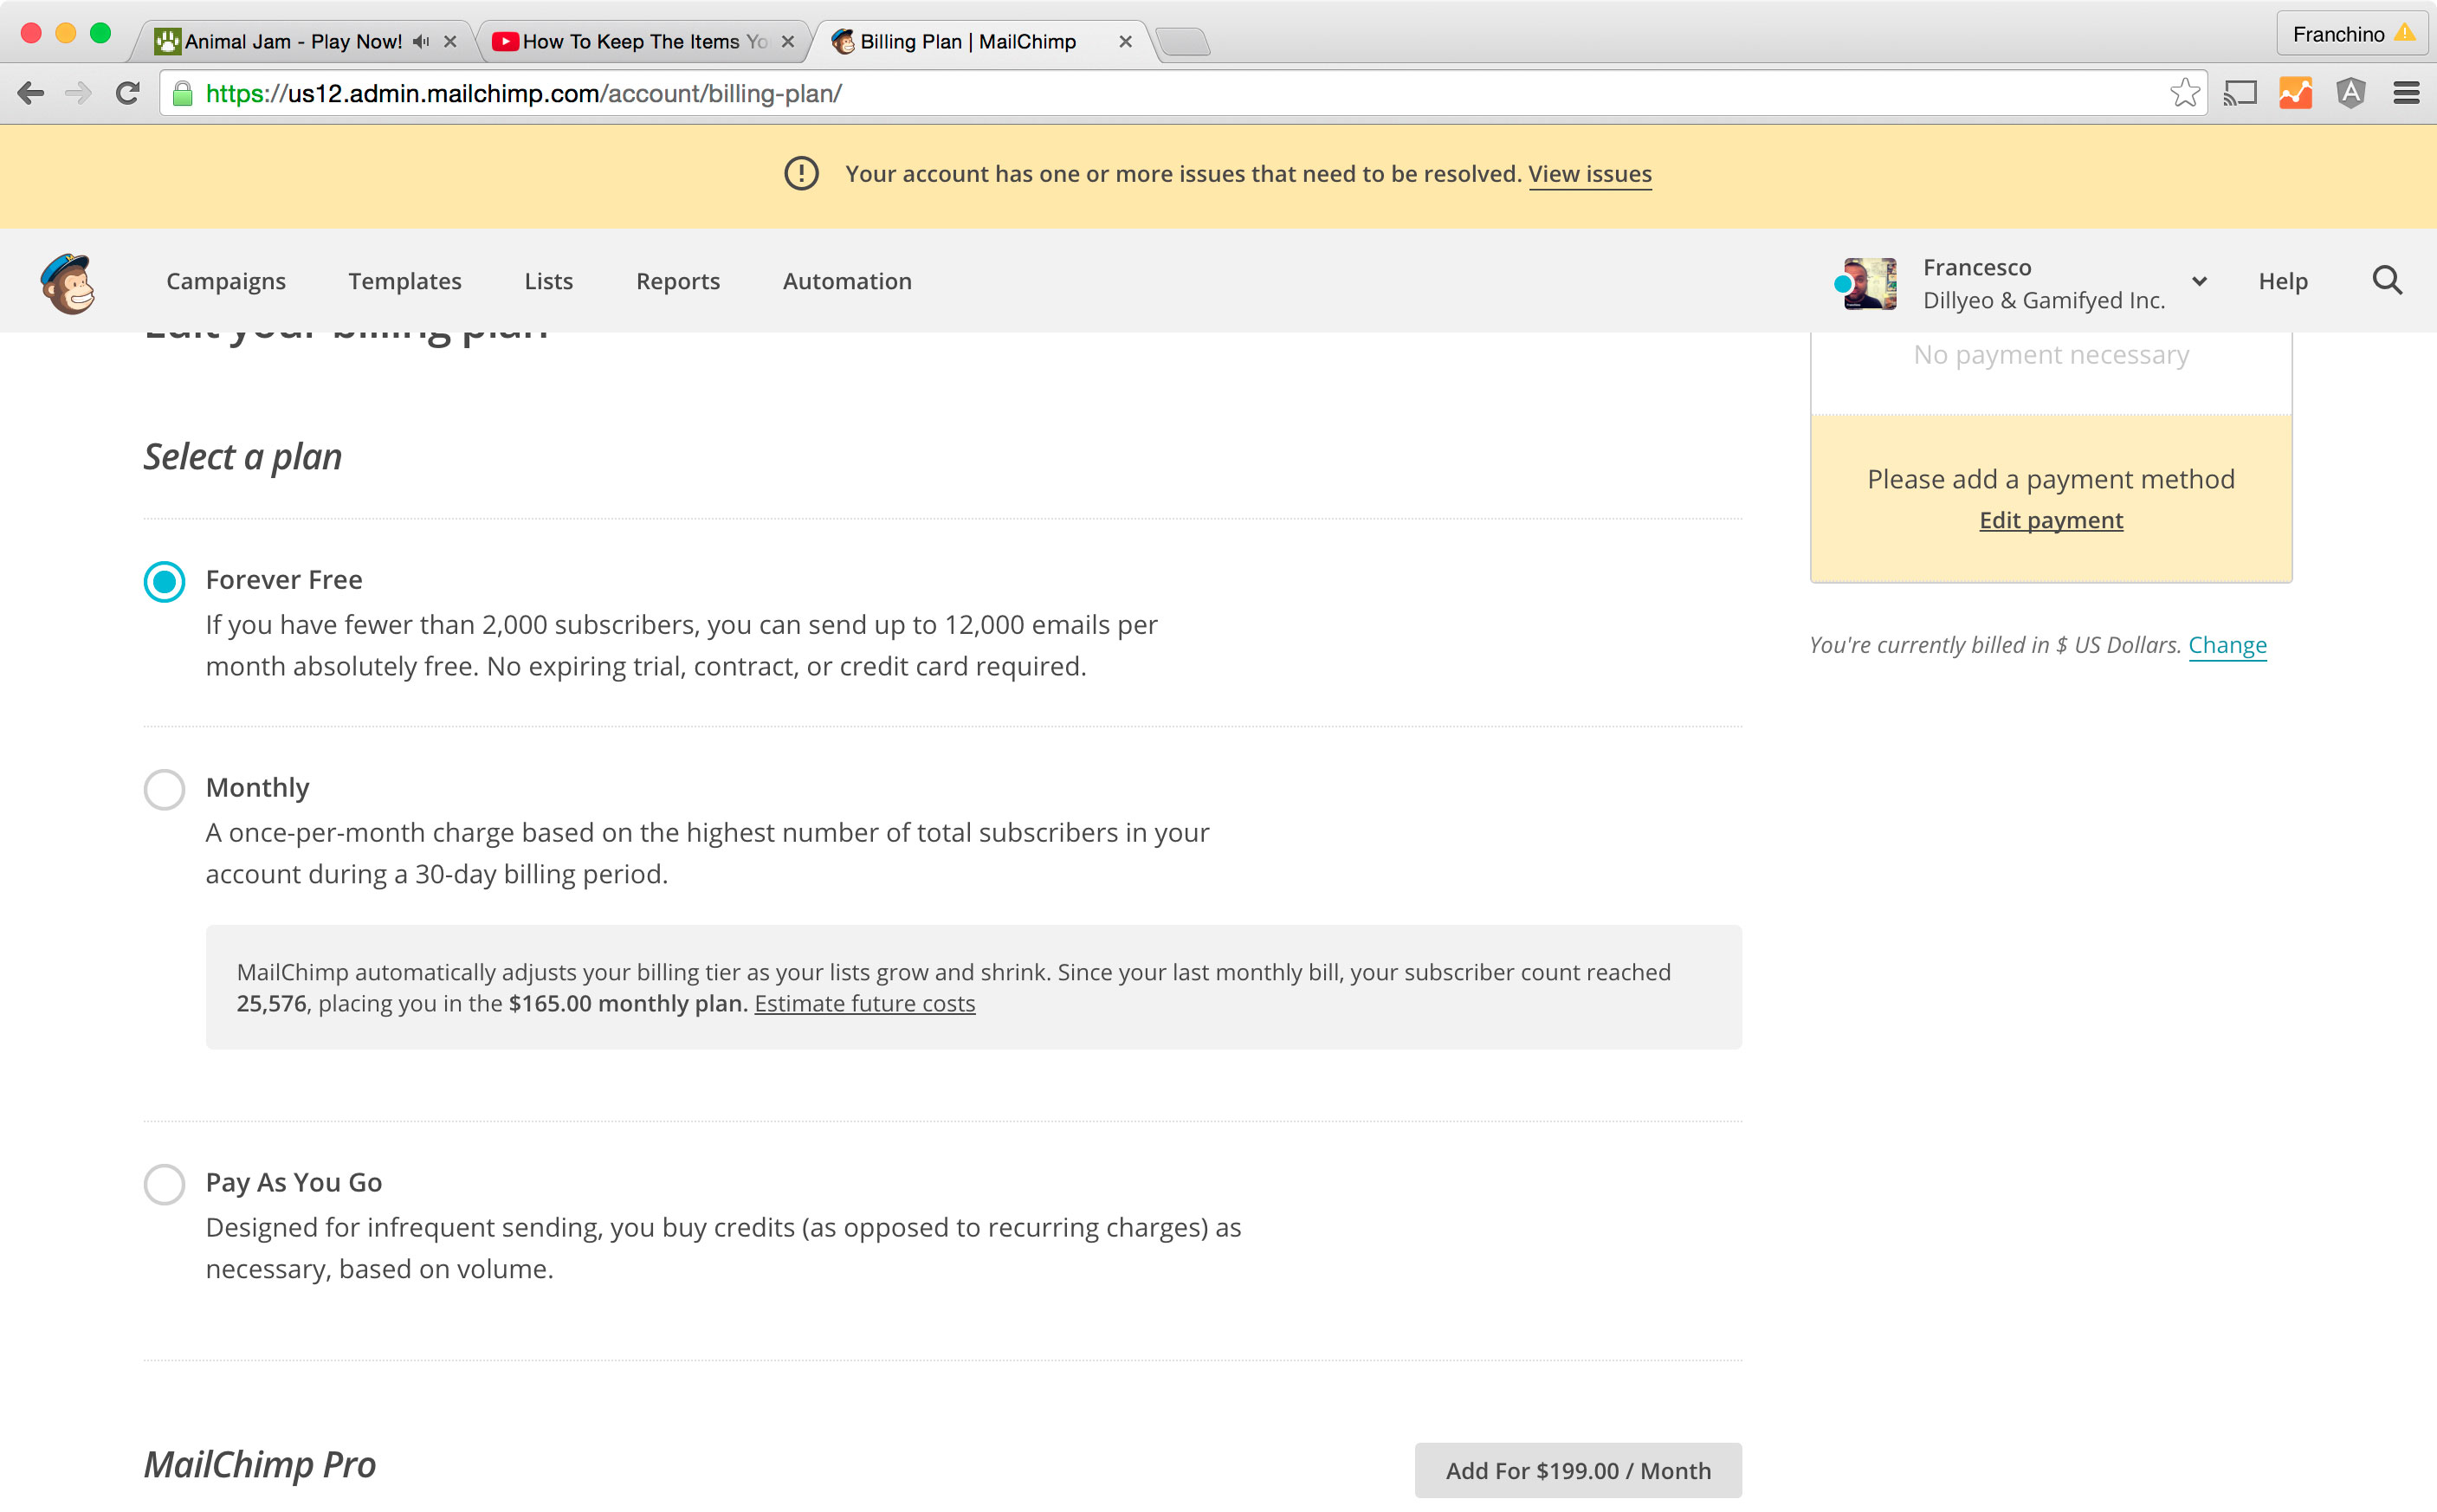 Animal Jam - Play Now!
How To Keep The Items Yo
Billing Plan | MailChimp
Franchino
https://us12.admin.mailchimp.com/account/billing-plan/
Your account has one or more issues that need to be resolved. View issues
Campaigns
Templates
Lists
Reports
Automation
Francesco
Dillyeo & Gamifyed Inc.
Help
Edit your billing plan
No payment necessary
Please add a payment method
Edit payment
You're currently billed in $ US Dollars. Change
Select a plan
Forever Free
If you have fewer than 2,000 subscribers, you can send up to 12,000 emails per
month absolutely free. No expiring trial, contract, or credit card required.
Monthly
A once-per-month charge based on the highest number of total subscribers in your
account during a 30-day billing period.
MailChimp automatically adjusts your billing tier as your lists grow and shrink. Since your last monthly bill, your subscriber count reached
25,576, placing you in the $165.00 monthly plan. Estimate future costs
Pay As You Go
Designed for infrequent sending, you buy credits (as opposed to recurring charges) as
necessary, based on volume.
MailChimp Pro
Add For $199.00 / Month